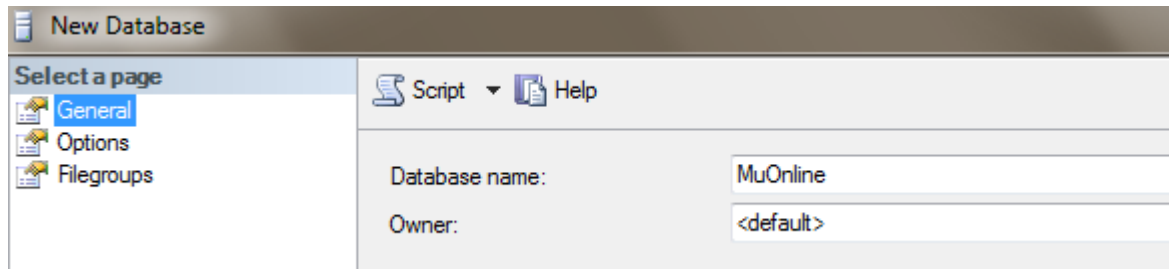 New Database
Select a page
General
Options
Filegroups
Script Help
Database name: MuOnline
Owner: <default>